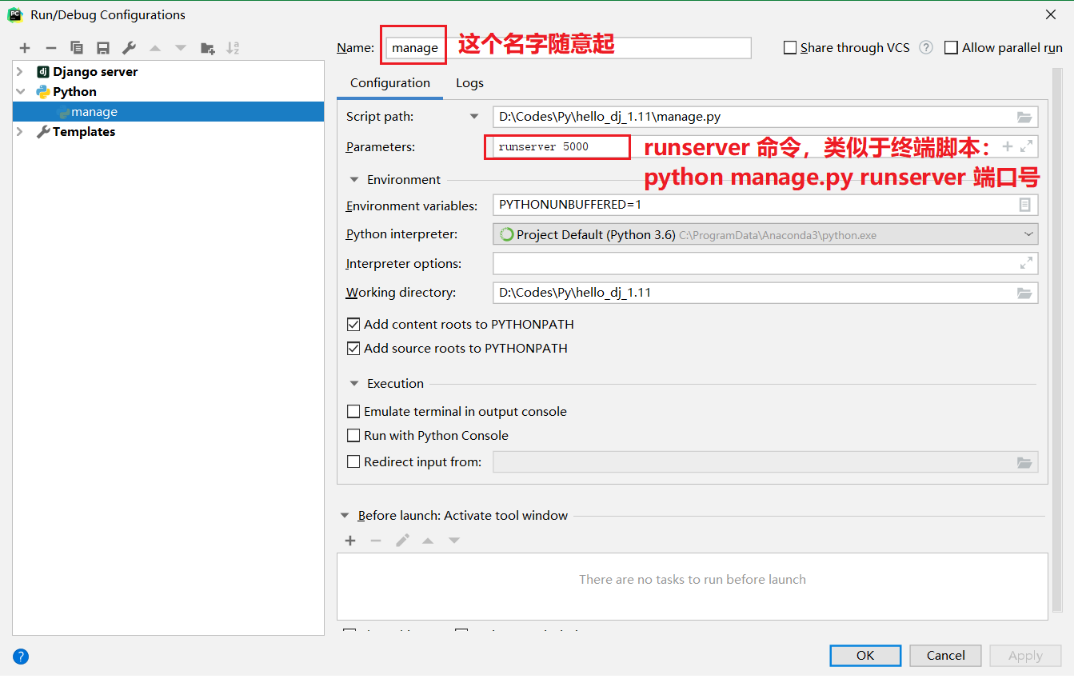 Run/Debug Configurations
Name: manage 这个名字随意起
Share through VCS
Allow parallel run
Django server
Python
manage
Templates
Configuration Logs
Script path: D:\Codes\Py\hello_dj_1.11\manage.py
Parameters: runserver 5000 runserver 命令，类似于终端脚本：
python manage.py runserver 端口号
Environment
Environment variables: PYTHONUNBUFFERED=1
Python interpreter: Project Default (Python 3.6) C:\ProgramData\Anaconda3\python.exe
Interpreter options:
Working directory: D:\Codes\Py\hello_dj_1.11
Add content roots to PYTHONPATH
Add source roots to PYTHONPATH
Execution
Emulate terminal in output console
Run with Python Console
Redirect input from:
Before launch: Activate tool window
There are no tasks to run before launch
OK Cancel Apply